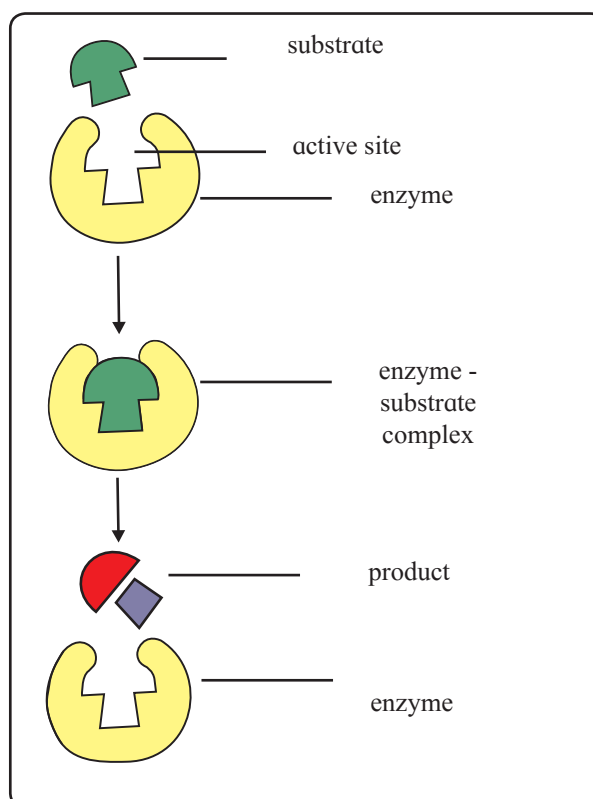 substrate
active site
enzyme
enzyme -
substrate
complex
product
enzyme